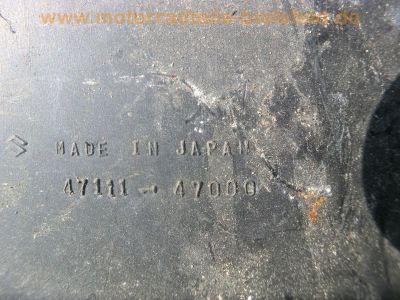 www.motorradteile-bielefeld.de
MADE IN JAPAN
47111-47000